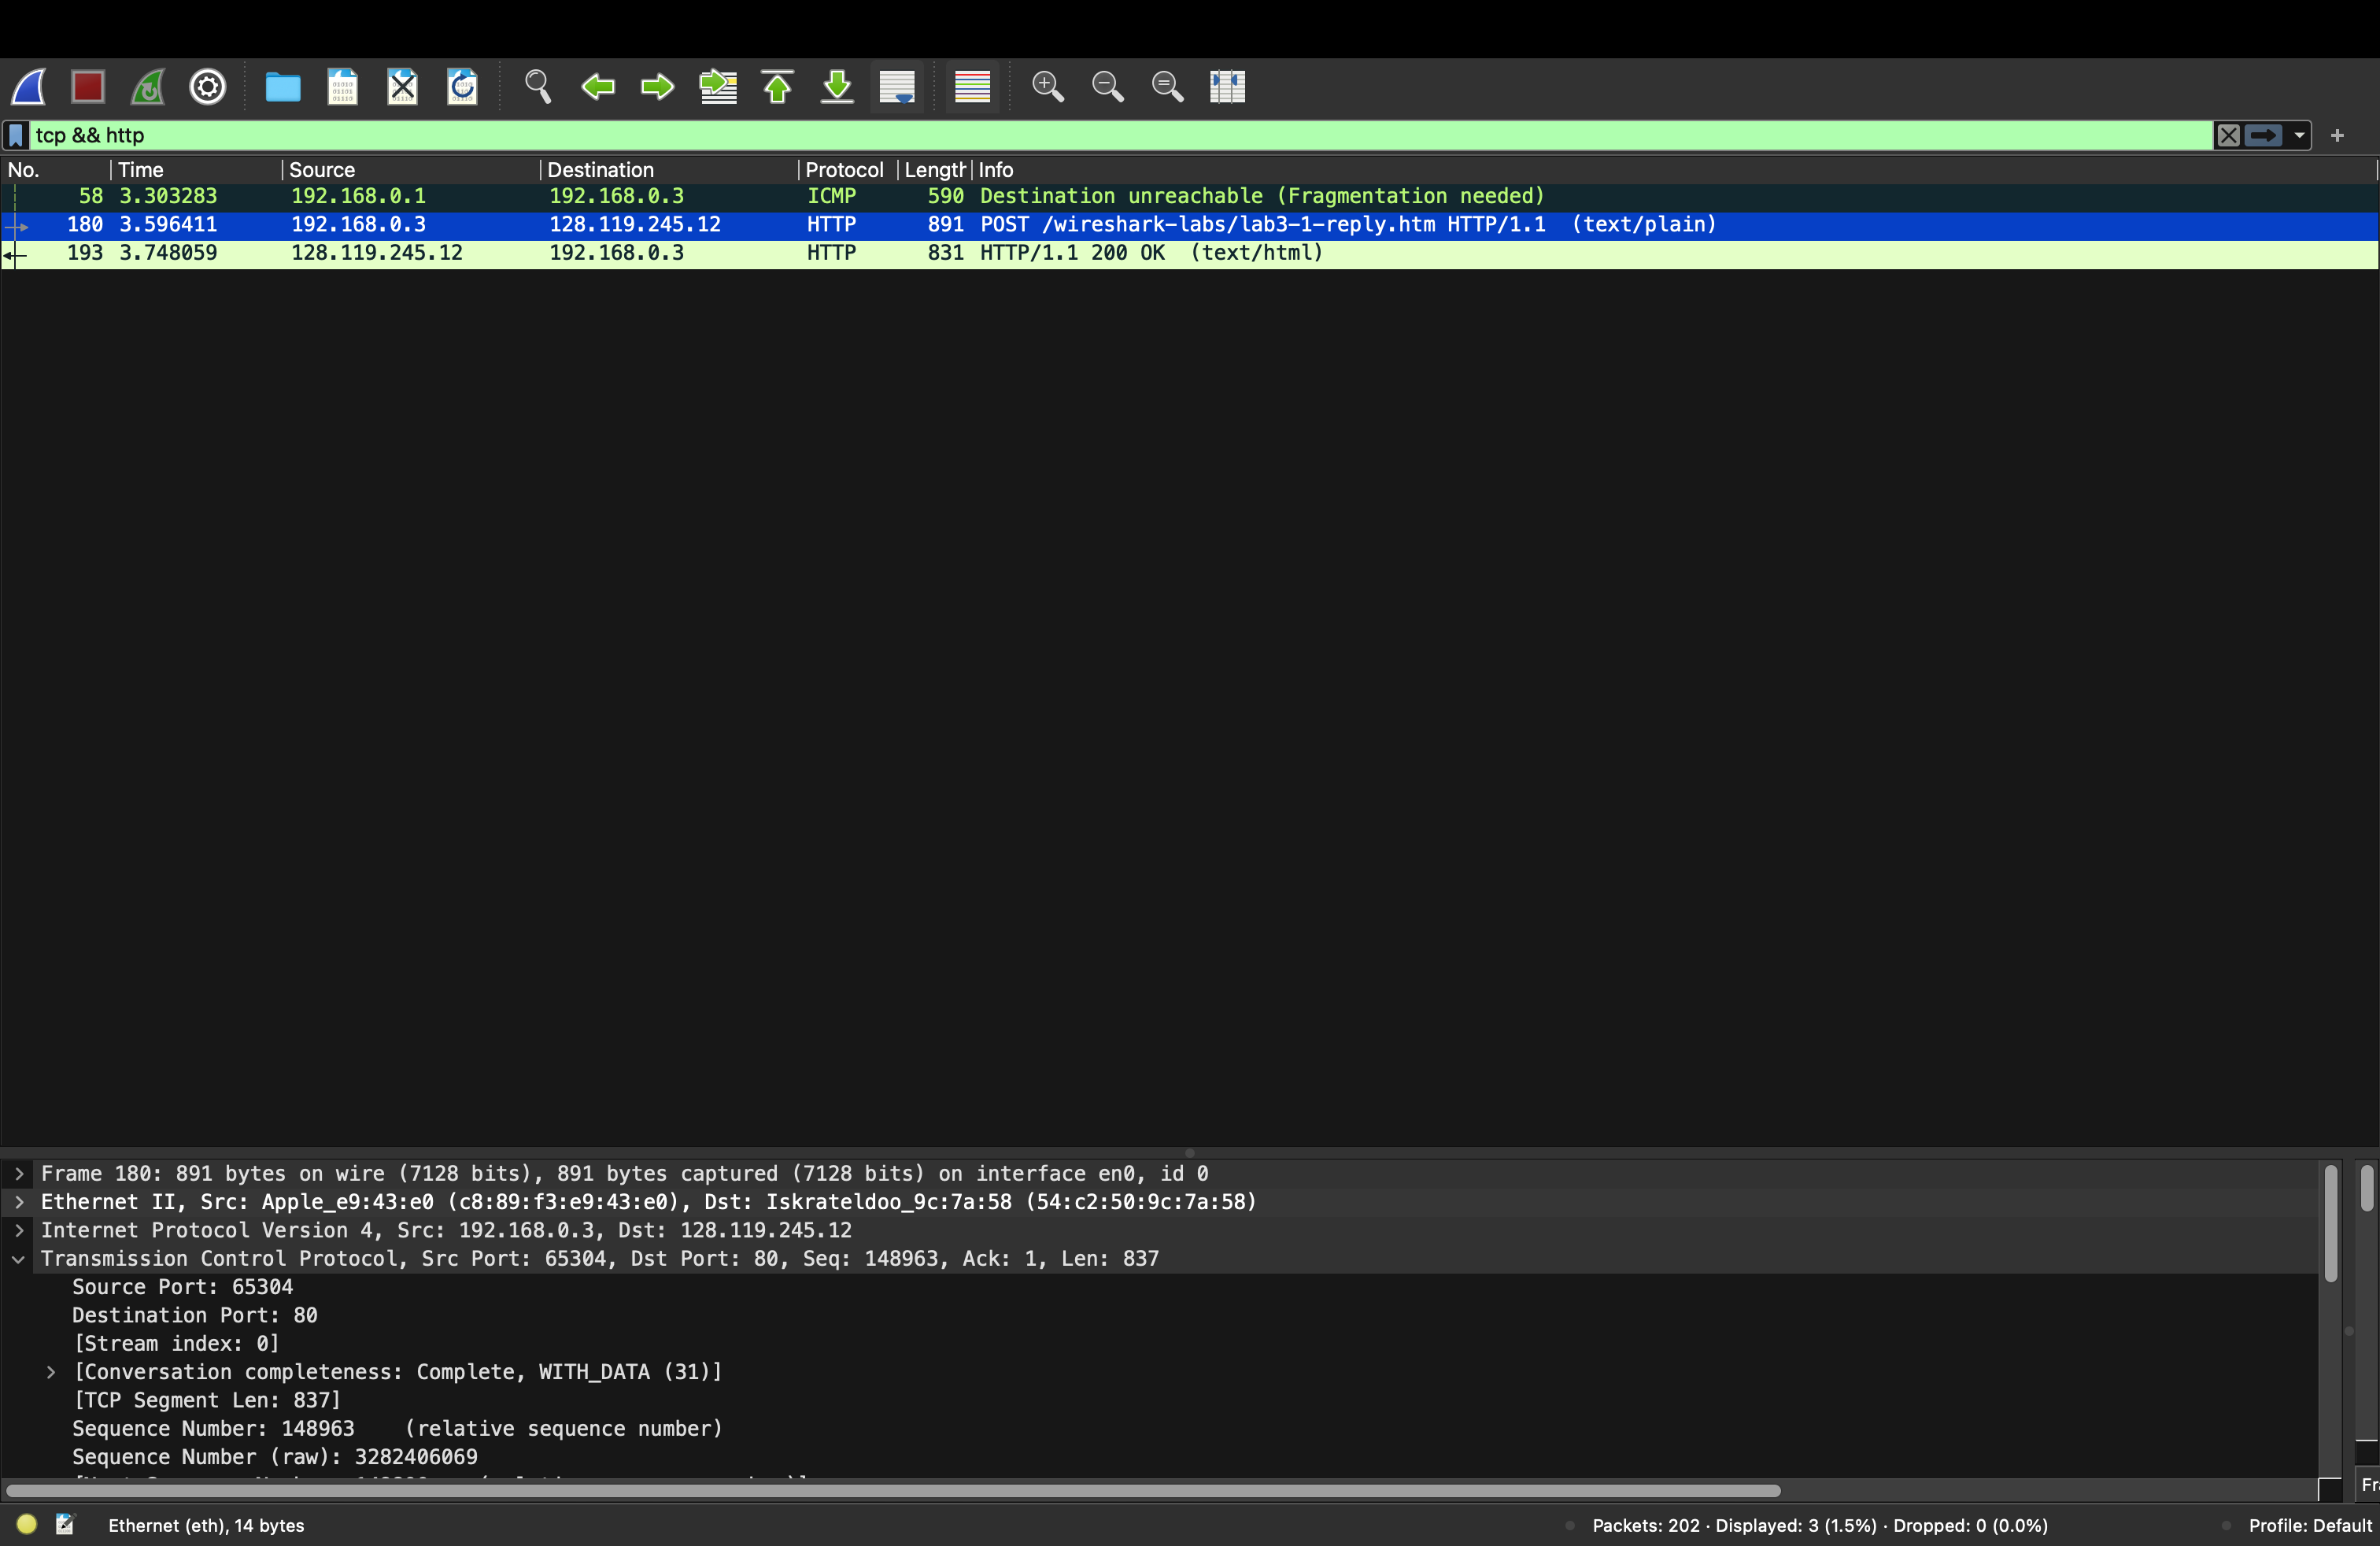 tcp && http
No. Time Source Destination Protocol Length Info
58 3.303283 192.168.0.1 192.168.0.3 ICMP 590 Destination unreachable (Fragmentation needed)
180 3.596411 192.168.0.3 128.119.245.12 HTTP 891 POST /wireshark-labs/lab3-1-reply.htm HTTP/1.1 (text/plain)
193 3.748059 128.119.245.12 192.168.0.3 HTTP 831 HTTP/1.1 200 OK (text/html)
Frame 180: 891 bytes on wire (7128 bits), 891 bytes captured (7128 bits) on interface en0, id 0
Ethernet II, Src: Apple_e9:43:e0 (c8:89:f3:e9:43:e0), Dst: Iskrateldoo_9c:7a:58 (54:c2:50:9c:7a:58)
Internet Protocol Version 4, Src: 192.168.0.3, Dst: 128.119.245.12
Transmission Control Protocol, Src Port: 65304, Dst Port: 80, Seq: 148963, Ack: 1, Len: 837
Source Port: 65304
Destination Port: 80
[Stream index: 0]
[Conversation completeness: Complete, WITH_DATA (31)]
[TCP Segment Len: 837]
Sequence Number: 148963 (relative sequence number)
Sequence Number (raw): 3282406069
Fr
Ethernet (eth), 14 bytes
Packets: 202 · Displayed: 3 (1.5%) · Dropped: 0 (0.0%)
Profile: Default